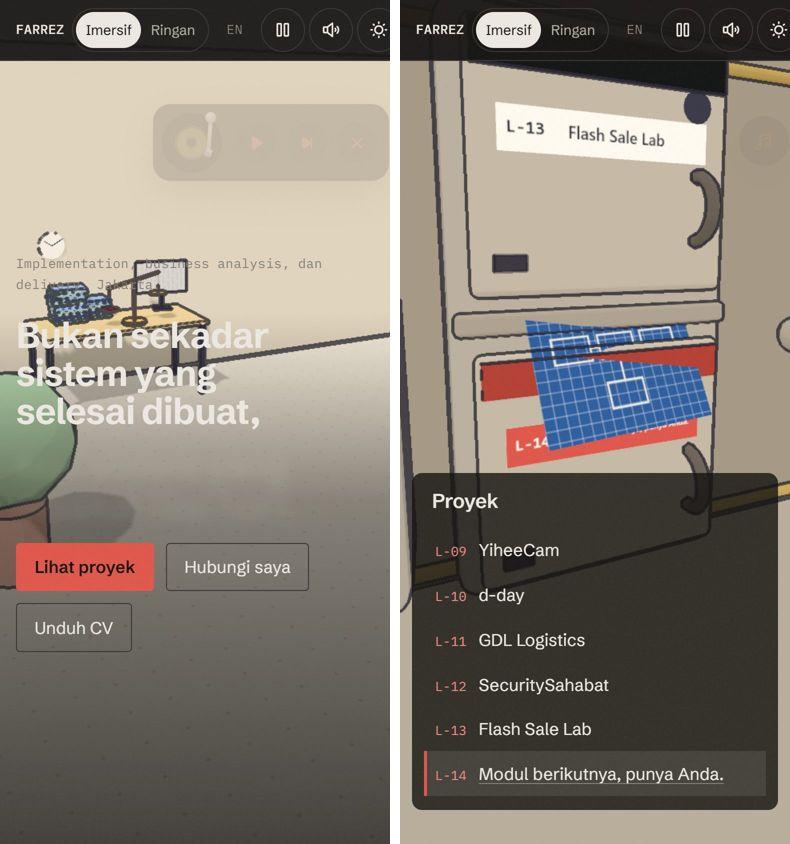 FARREZ Imersif Ringan EN
Implementation, business analysis, dan
delivery. Jakarta.
Bukan sekadar
sistem yang
selesai dibuat,
Lihat proyek Hubungi saya
Unduh CV
FARREZ Imersif Ringan EN
L-13 Flash Sale Lab
L-14
Proyek
L-09 YiheeCam
L-10 d-day
L-11 GDL Logistics
L-12 SecuritySahabat
L-13 Flash Sale Lab
L-14 Modul berikutnya, punya Anda.